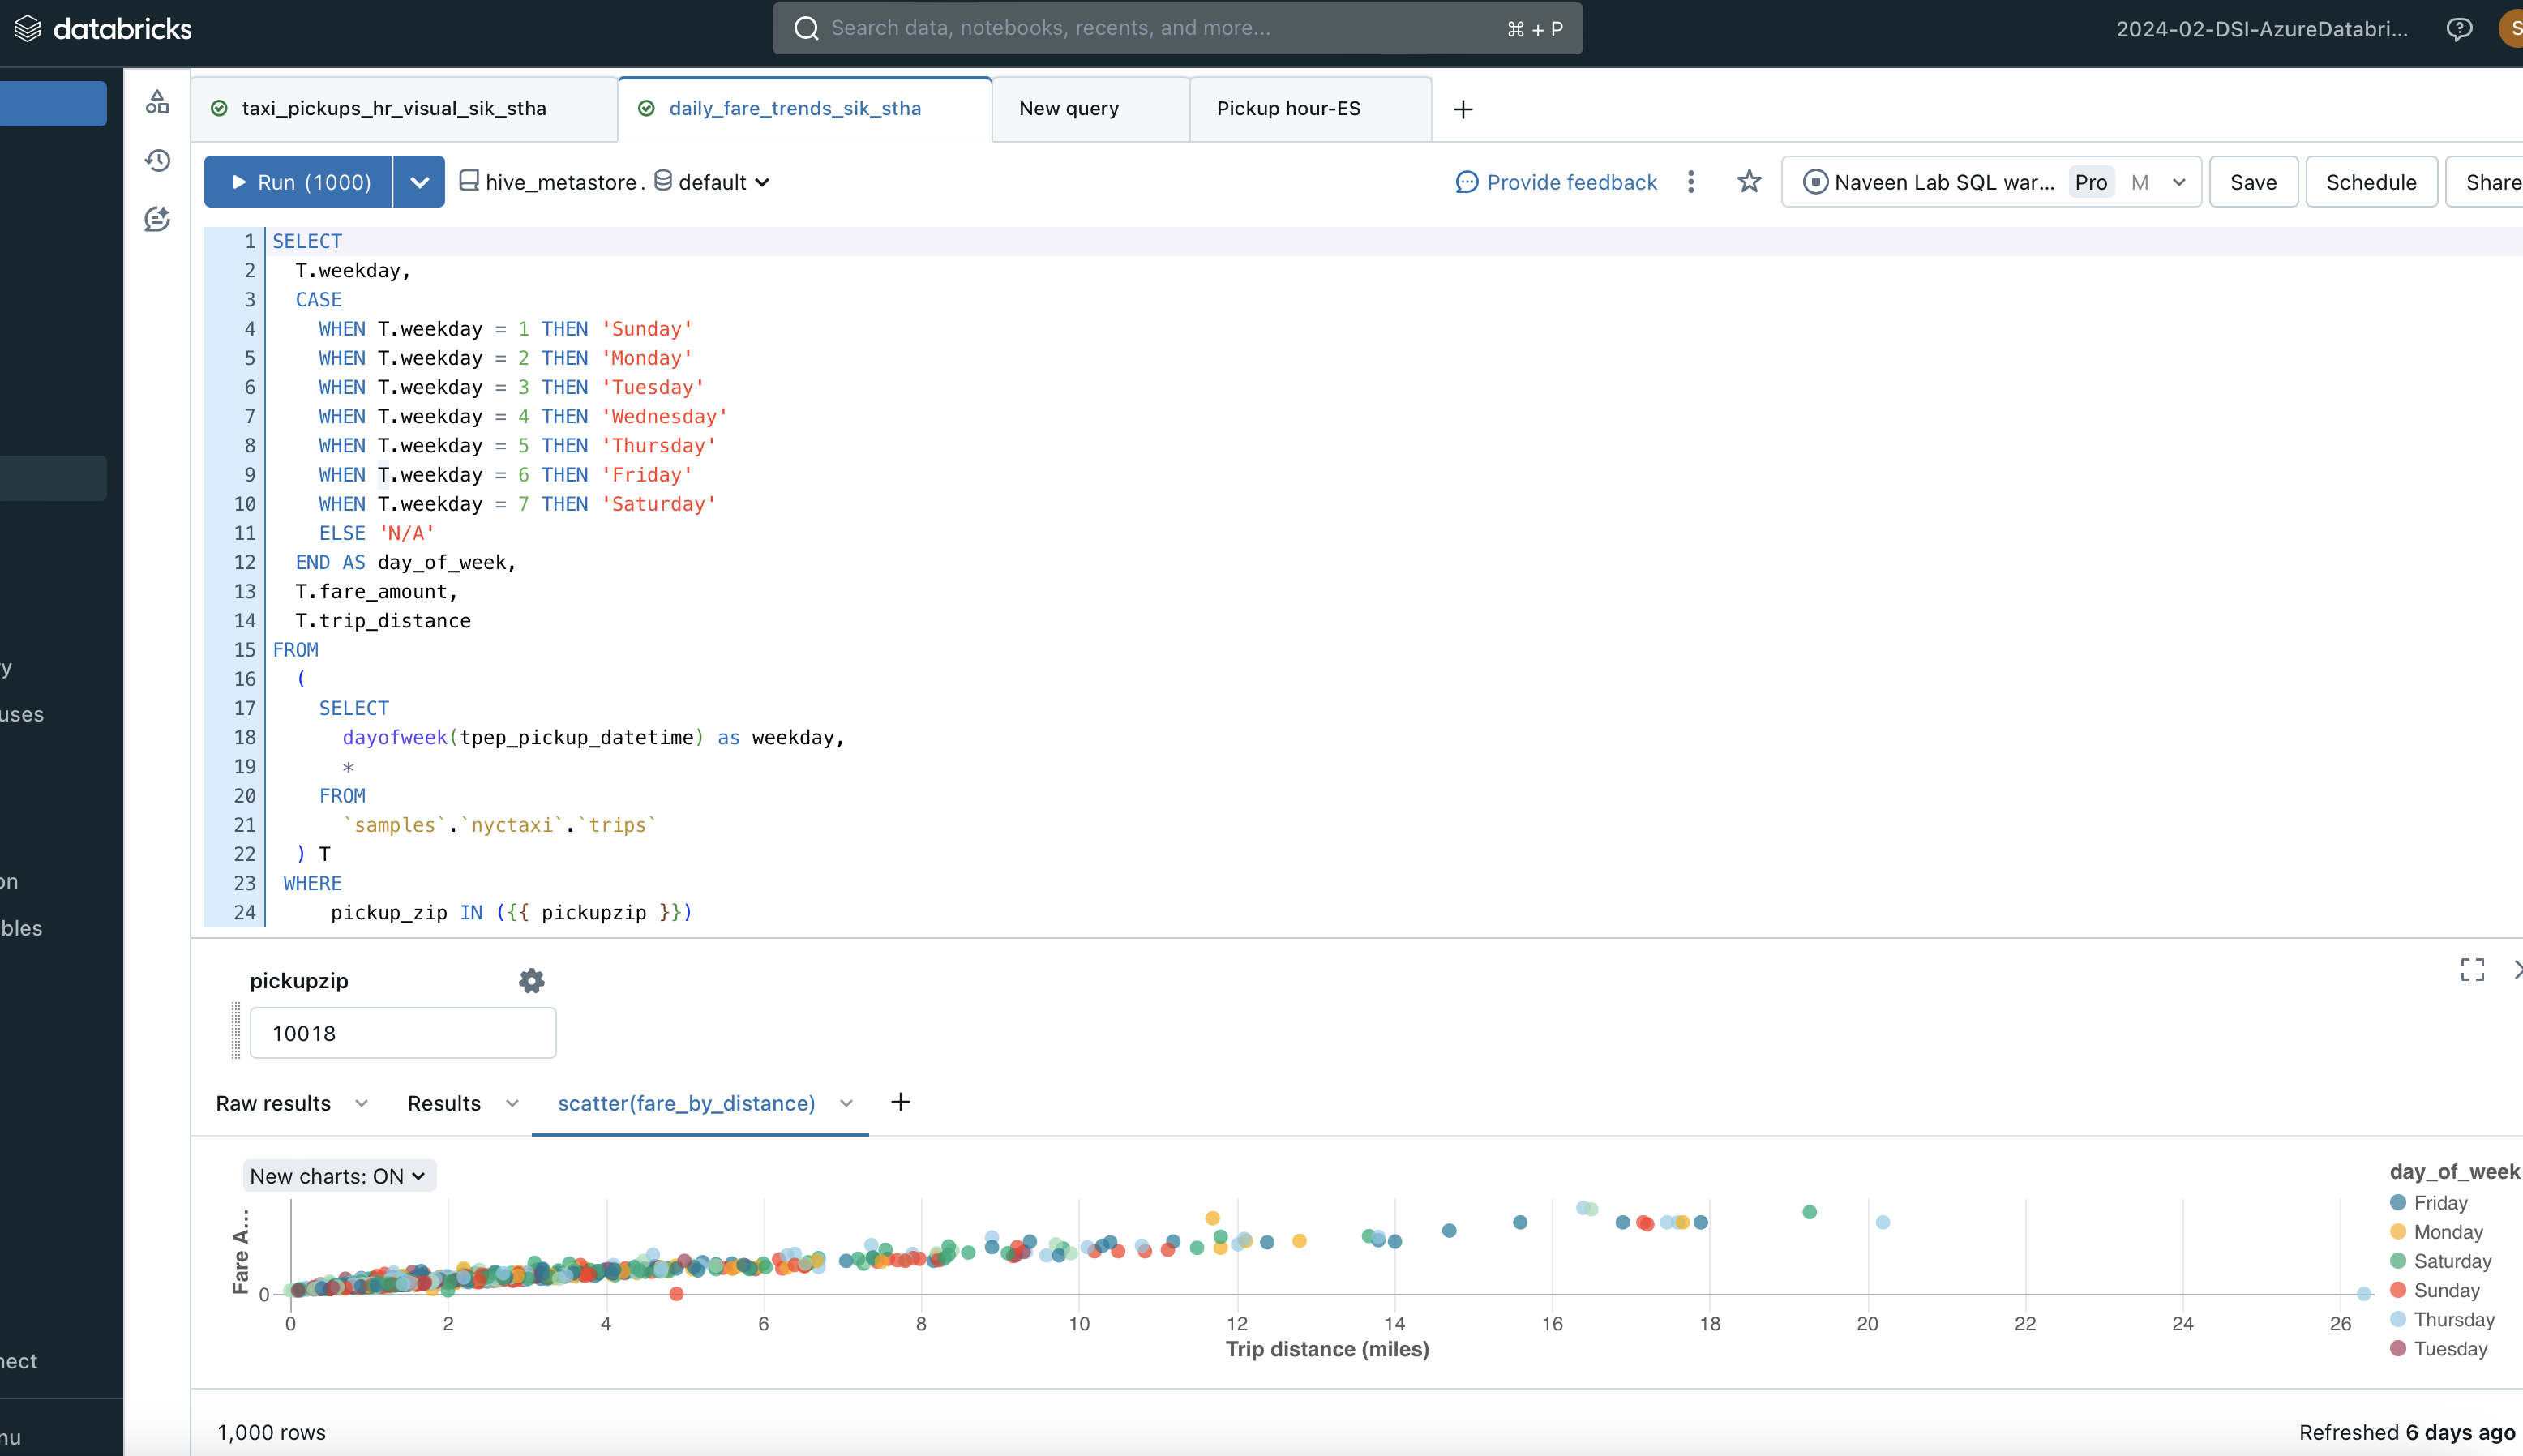 databricks
Search data, notebooks, recents, and more...
⌘ + P
2024-02-DSI-AzureDatabri...
taxi_pickups_hr_visual_sik_stha
daily_fare_trends_sik_stha
New query
Pickup hour-ES
Run (1000)
hive_metastore . default
Provide feedback
Naveen Lab SQL war... Pro M
Save
Schedule
Share
1 SELECT
2 T.weekday,
3 CASE
4 WHEN T.weekday = 1 THEN 'Sunday'
5 WHEN T.weekday = 2 THEN 'Monday'
6 WHEN T.weekday = 3 THEN 'Tuesday'
7 WHEN T.weekday = 4 THEN 'Wednesday'
8 WHEN T.weekday = 5 THEN 'Thursday'
9 WHEN T.weekday = 6 THEN 'Friday'
10 WHEN T.weekday = 7 THEN 'Saturday'
11 ELSE 'N/A'
12 END AS day_of_week,
13 T.fare_amount,
14 T.trip_distance
15 FROM
16 (
17 SELECT
18 dayofweek(tpep_pickup_datetime) as weekday,
19 *
20 FROM
21 `samples`.`nyctaxi`.`trips`
22 ) T
23 WHERE
24 pickup_zip IN ({{ pickupzip }})
pickupzip
10018
Raw results
Results
scatter(fare_by_distance)
New charts: ON
Fare A...
0
0 2 4 6 8 10 12 14 16 18 20 22 24 26
Trip distance (miles)
day_of_week
Friday
Monday
Saturday
Sunday
Thursday
Tuesday
1,000 rows
Refreshed 6 days ago